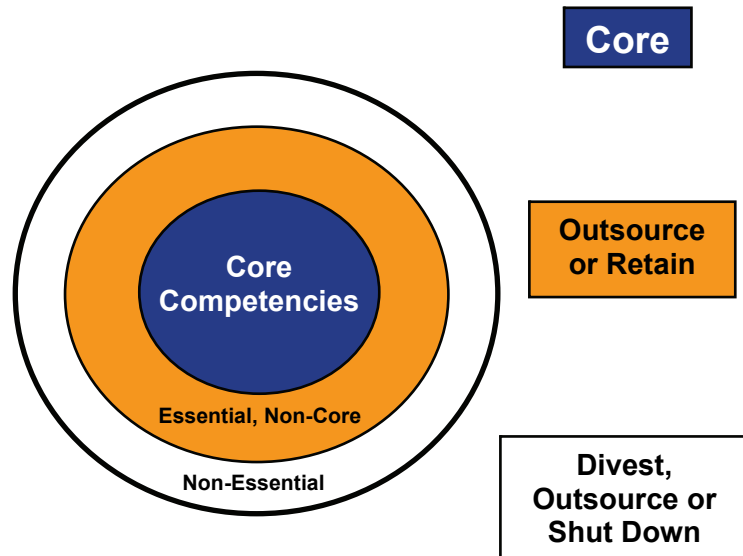 Core
Core
Competencies
Outsource
or Retain
Essential, Non-Core
Non-Essential
Divest,
Outsource or
Shut Down